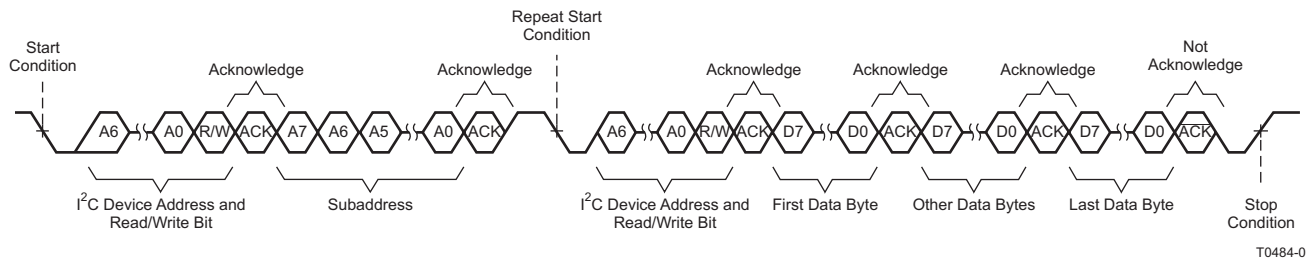 Repeat Start
Condition
Start
Condition
Not
Acknowledge
Acknowledge
Acknowledge
Acknowledge
Acknowledge
Acknowledge
A6 A0 R/W ACK A7 A6 A5 A0 ACK A6 A0 R/W ACK D7 D0 ACK D7 D0 ACK D7 D0 ACK
I²C Device Address and
Read/Write Bit
Subaddress
I²C Device Address and
Read/Write Bit
First Data Byte
Other Data Bytes
Last Data Byte
Stop
Condition
T0484-0